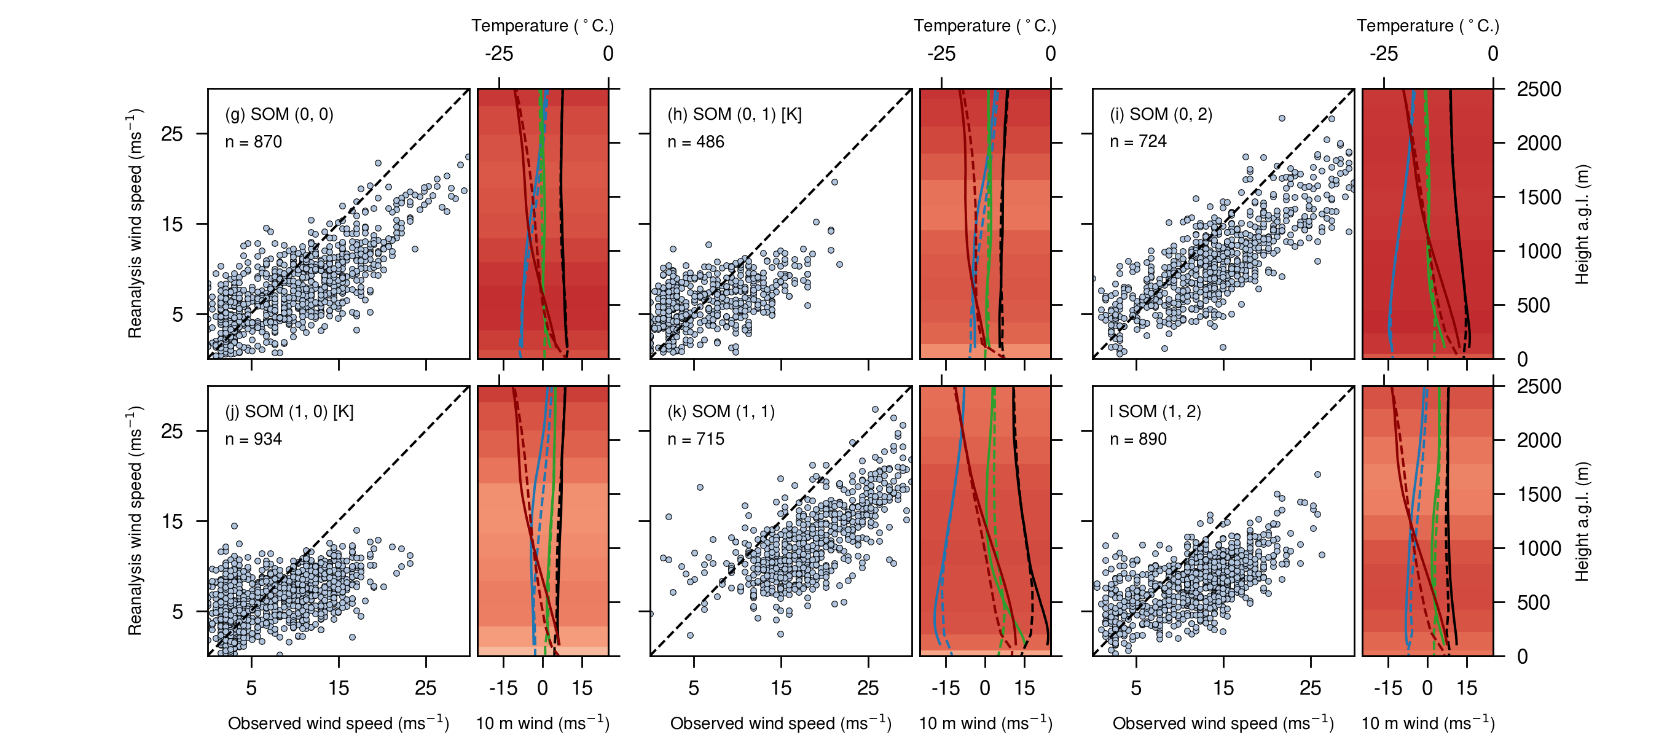 Temperature (°C.) Temperature (°C.) Temperature (°C.)
-25 0 -25 0 -25 0
(g) SOM (0, 0)
n = 870
(h) SOM (0, 1) [K]
n = 486
(i) SOM (0, 2)
n = 724
Reanalysis wind speed (ms⁻¹)
25
15
5
2500
2000
1500
1000
500
0
Height a.g.l. (m)
(j) SOM (1, 0) [K]
n = 934
(k) SOM (1, 1)
n = 715
l SOM (1, 2)
n = 890
Reanalysis wind speed (ms⁻¹)
25
15
5
2500
2000
1500
1000
500
0
Height a.g.l. (m)
5 15 25 -15 0 15 5 15 25 -15 0 15 5 15 25 -15 0 15
Observed wind speed (ms⁻¹) 10 m wind (ms⁻¹) Observed wind speed (ms⁻¹) 10 m wind (ms⁻¹) Observed wind speed (ms⁻¹) 10 m wind (ms⁻¹)